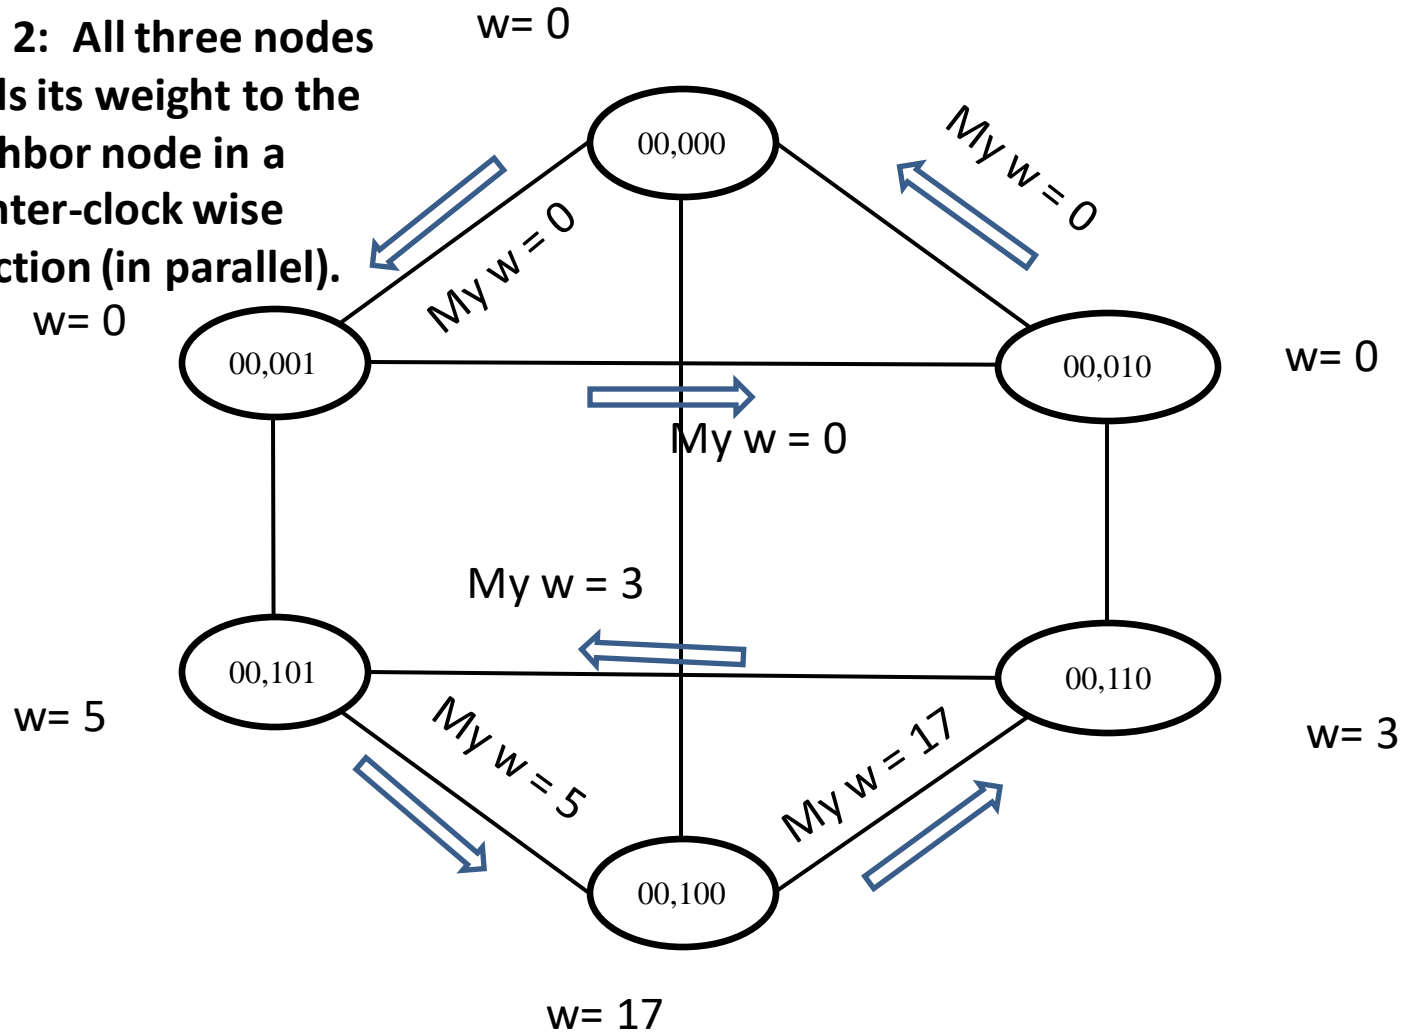 2: All three nodes
ls its weight to the
hbor node in a
nter-clock wise
ction (in parallel).
w= 0
00,000
My w = 0
My w = 0
w= 0
00,001
00,010
w= 0
My w = 0
My w = 3
00,101
00,110
w= 5
My w = 5
My w = 17
w= 3
00,100
w= 17